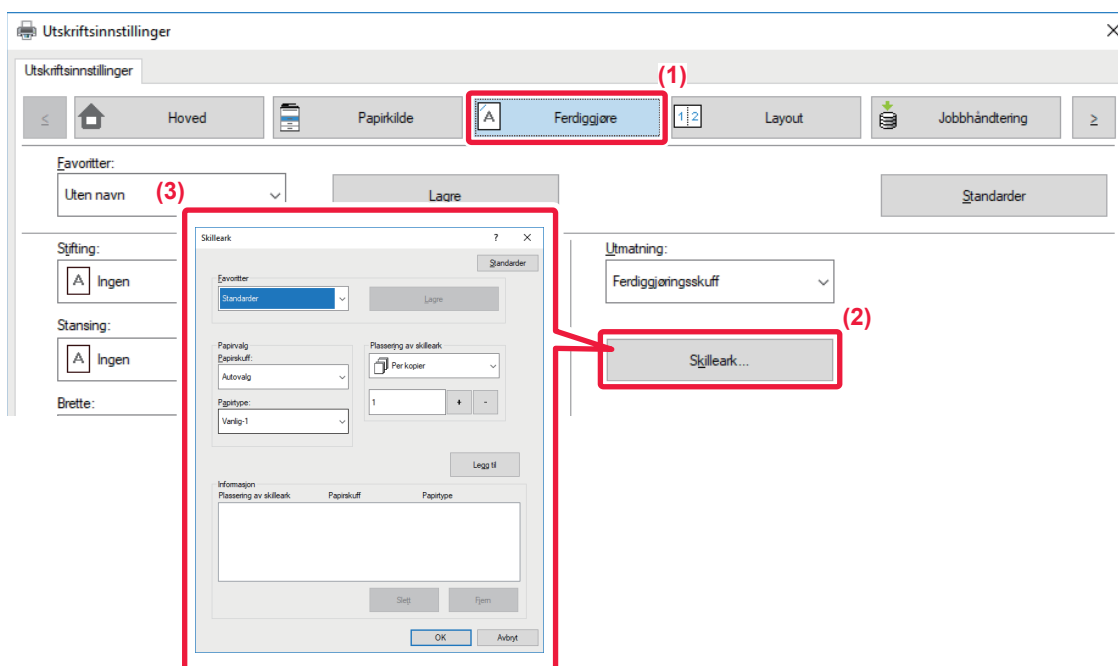 Utskriftsinnstillinger
Utskriftsinnstillinger
(1)
< Hoved Papirkilde A Ferdiggjøre 1 2 Layout Jobbhåndtering >
Favoritter:
Uten navn (3) Lagre Standarder
Stifting:
A Ingen
Stansing:
A Ingen
Brette:
Skilleark ? ×
Standarder
Favoritter
Standarder Lagre
Papirvalg
Papirskuff:
Autovalg
Papirtype:
Vanlig-1
Plassering av skilleark
Per kopier
1 + -
Legg til
Informasjon
Plassering av skilleark Papirskuff Papirtype
Slett Fjern
OK Avbryt
Utmatning:
Ferdiggjøringsskuff
(2)
Skilleark...